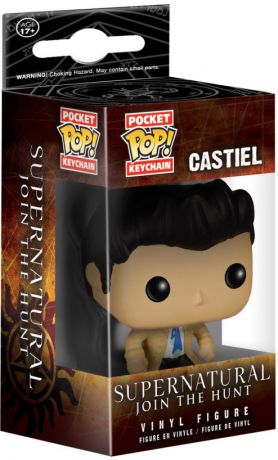 AGE
17+
WARNING! Choking Hazard. May contain small parts.
POCKET
POP!
KEYCHAIN
SUPERNATURAL
JOIN THE HUNT
POCKET
POP!
KEYCHAIN
CASTIEL
SUPERNATURAL
JOIN THE HUNT
VINYL FIGURE
FIGURE EN VINYLE / FIGURA DE VINILO